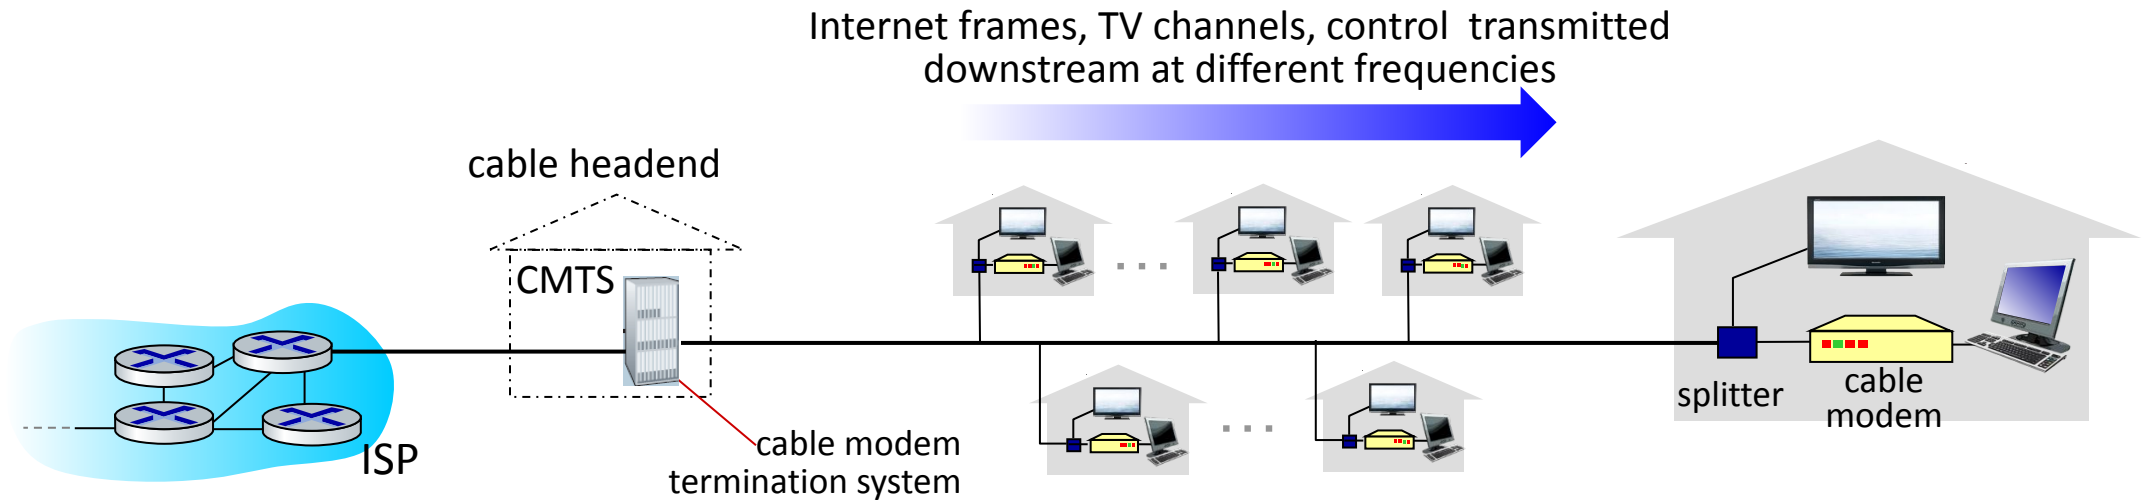 Internet frames, TV channels, control transmitted
downstream at different frequencies
cable headend
CMTS
ISP
cable modem
termination system
splitter
cable
modem